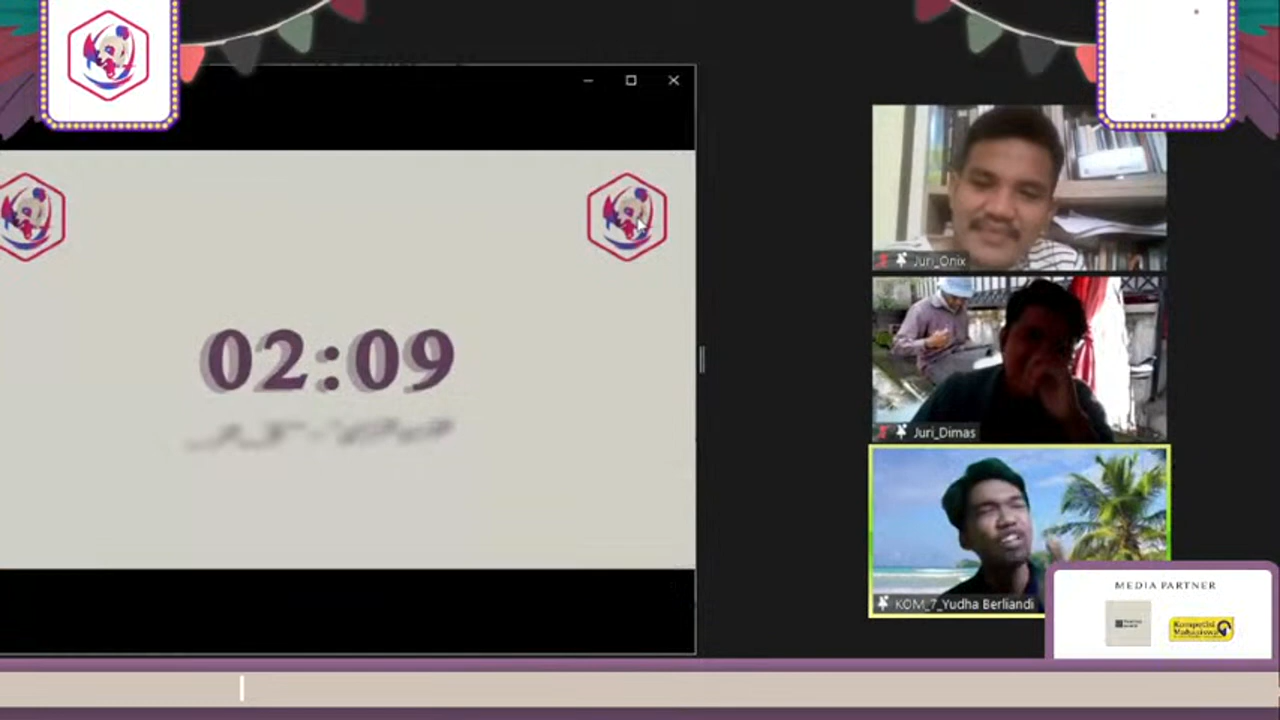 02:09
Juri_Onix
Juri_Dimas
KOM_7_Yudha Berliandi
MEDIA PARTNER
Kompetisi
Mahasiswa